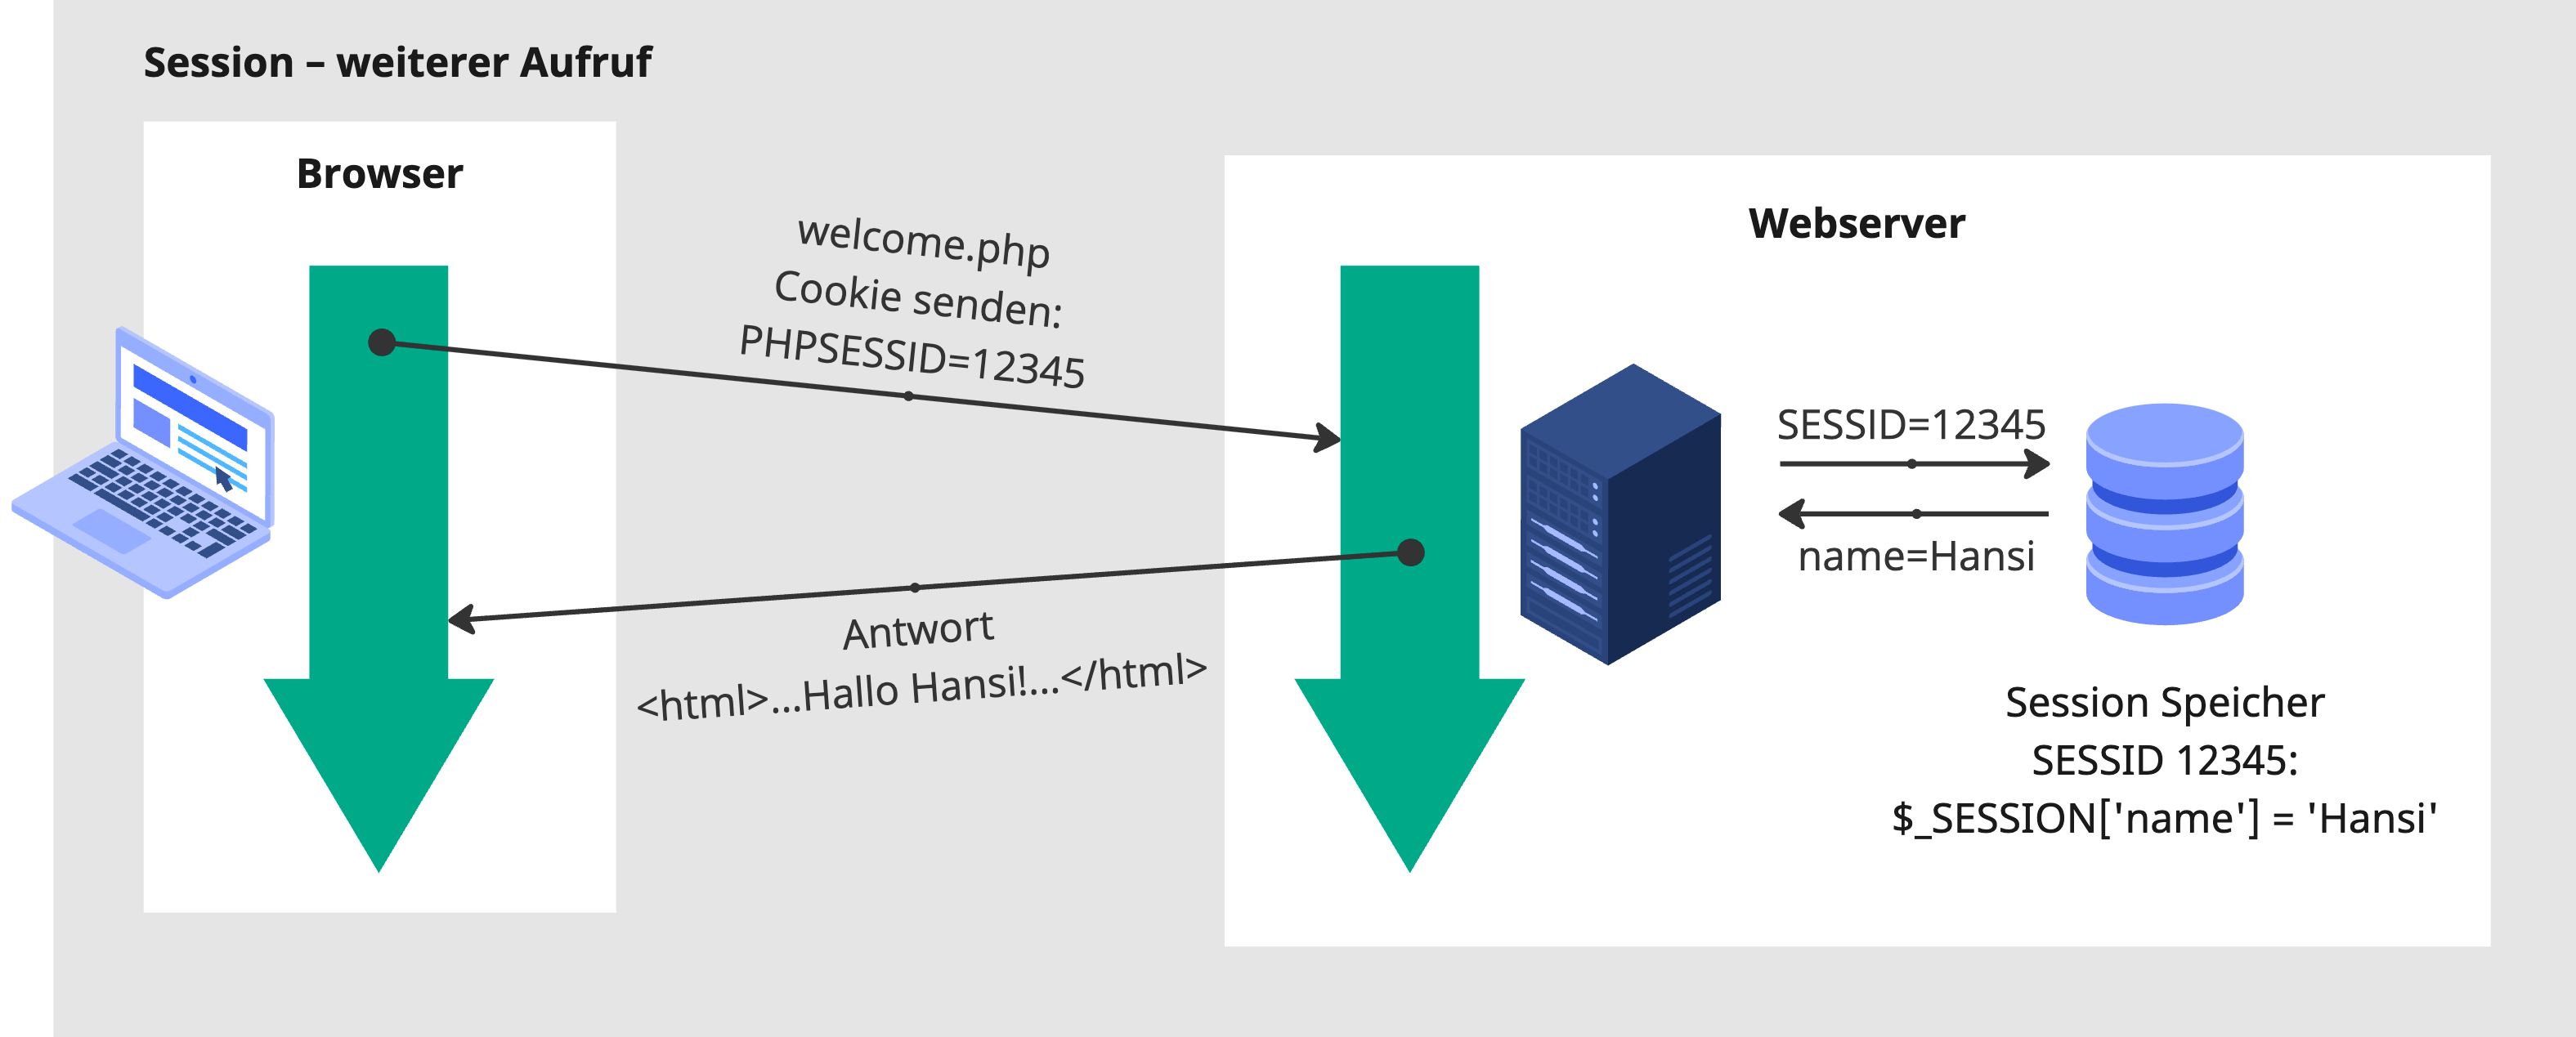 Session – weiterer Aufruf
Browser
welcome.php
Cookie senden:
PHPSESSID=12345
Antwort
<html>...Hallo Hansi!...</html>
Webserver
SESSID=12345
name=Hansi
Session Speicher
SESSID 12345:
$_SESSION['name'] = 'Hansi'